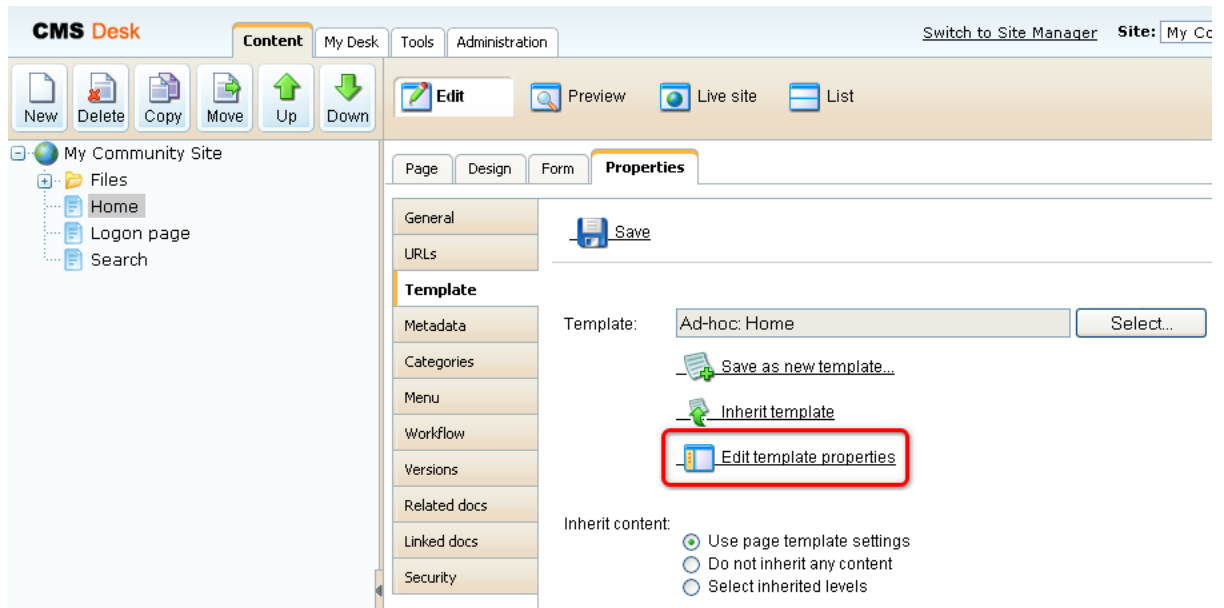 CMS Desk
Content My Desk Tools Administration
Switch to Site Manager Site: My Co
New Delete Copy Move Up Down
Edit Preview Live site List
My Community Site
Files
Home
Logon page
Search
Page Design Form Properties
General
URLs
Template
Metadata
Categories
Menu
Workflow
Versions
Related docs
Linked docs
Security
Save
Template: Ad-hoc: Home Select...
Save as new template...
Inherit template
Edit template properties
Inherit content:
Use page template settings
Do not inherit any content
Select inherited levels